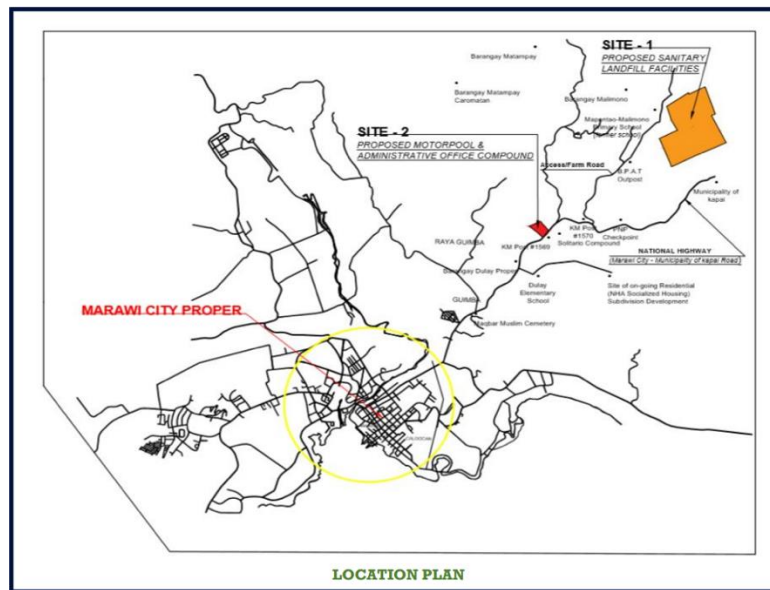 SITE - 1
PROPOSED SANITARY
LANDFILL FACILITIES
Barangay Matampay
Barangay Matampay
Caromatan
Barangay Malimono
SITE - 2
PROPOSED MOTORPOOL &
ADMINISTRATIVE OFFICE COMPOUND
Primary School
Access/Farm Road
B.P.A.T
Outpost
Municipality of
kapai
RAYA GUIMBA
KM Post #1569
KM Post
#1570
Solitario Compound
PNP
Checkpoint
NATIONAL HIGHWAY
(Marawi City - Municipality of kapai Road)
Barangay Dulay Proper
Dulay
Elementary
School
Site of on-going Residential
(NHA Socialized Housing)
Subdivision Development
GUIMBA
Maqbar Muslim Cemetery
MARAWI CITY PROPER
LOCATION PLAN